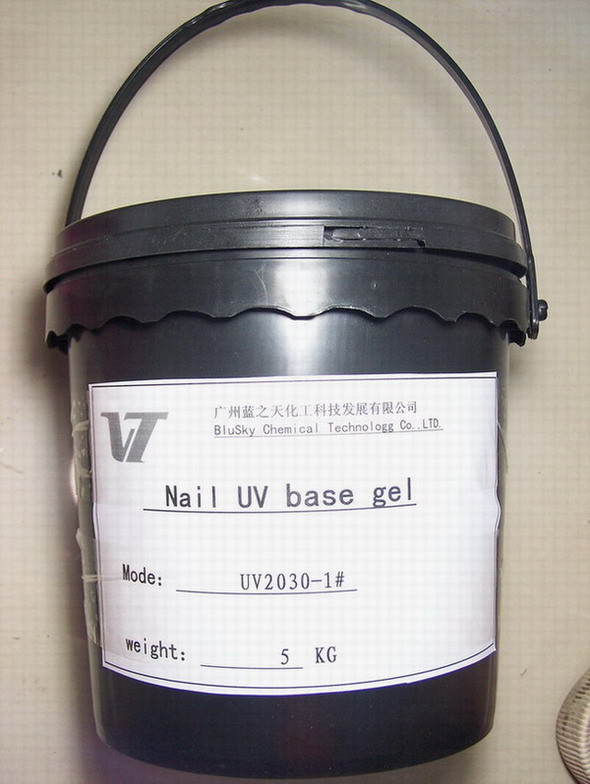 VT
广州蓝之天化工科技发展有限公司
BluSky Chemical Technologg Co.,LTD.
Nail UV base gel
Mode: UV2030-1#
weight: 5 KG